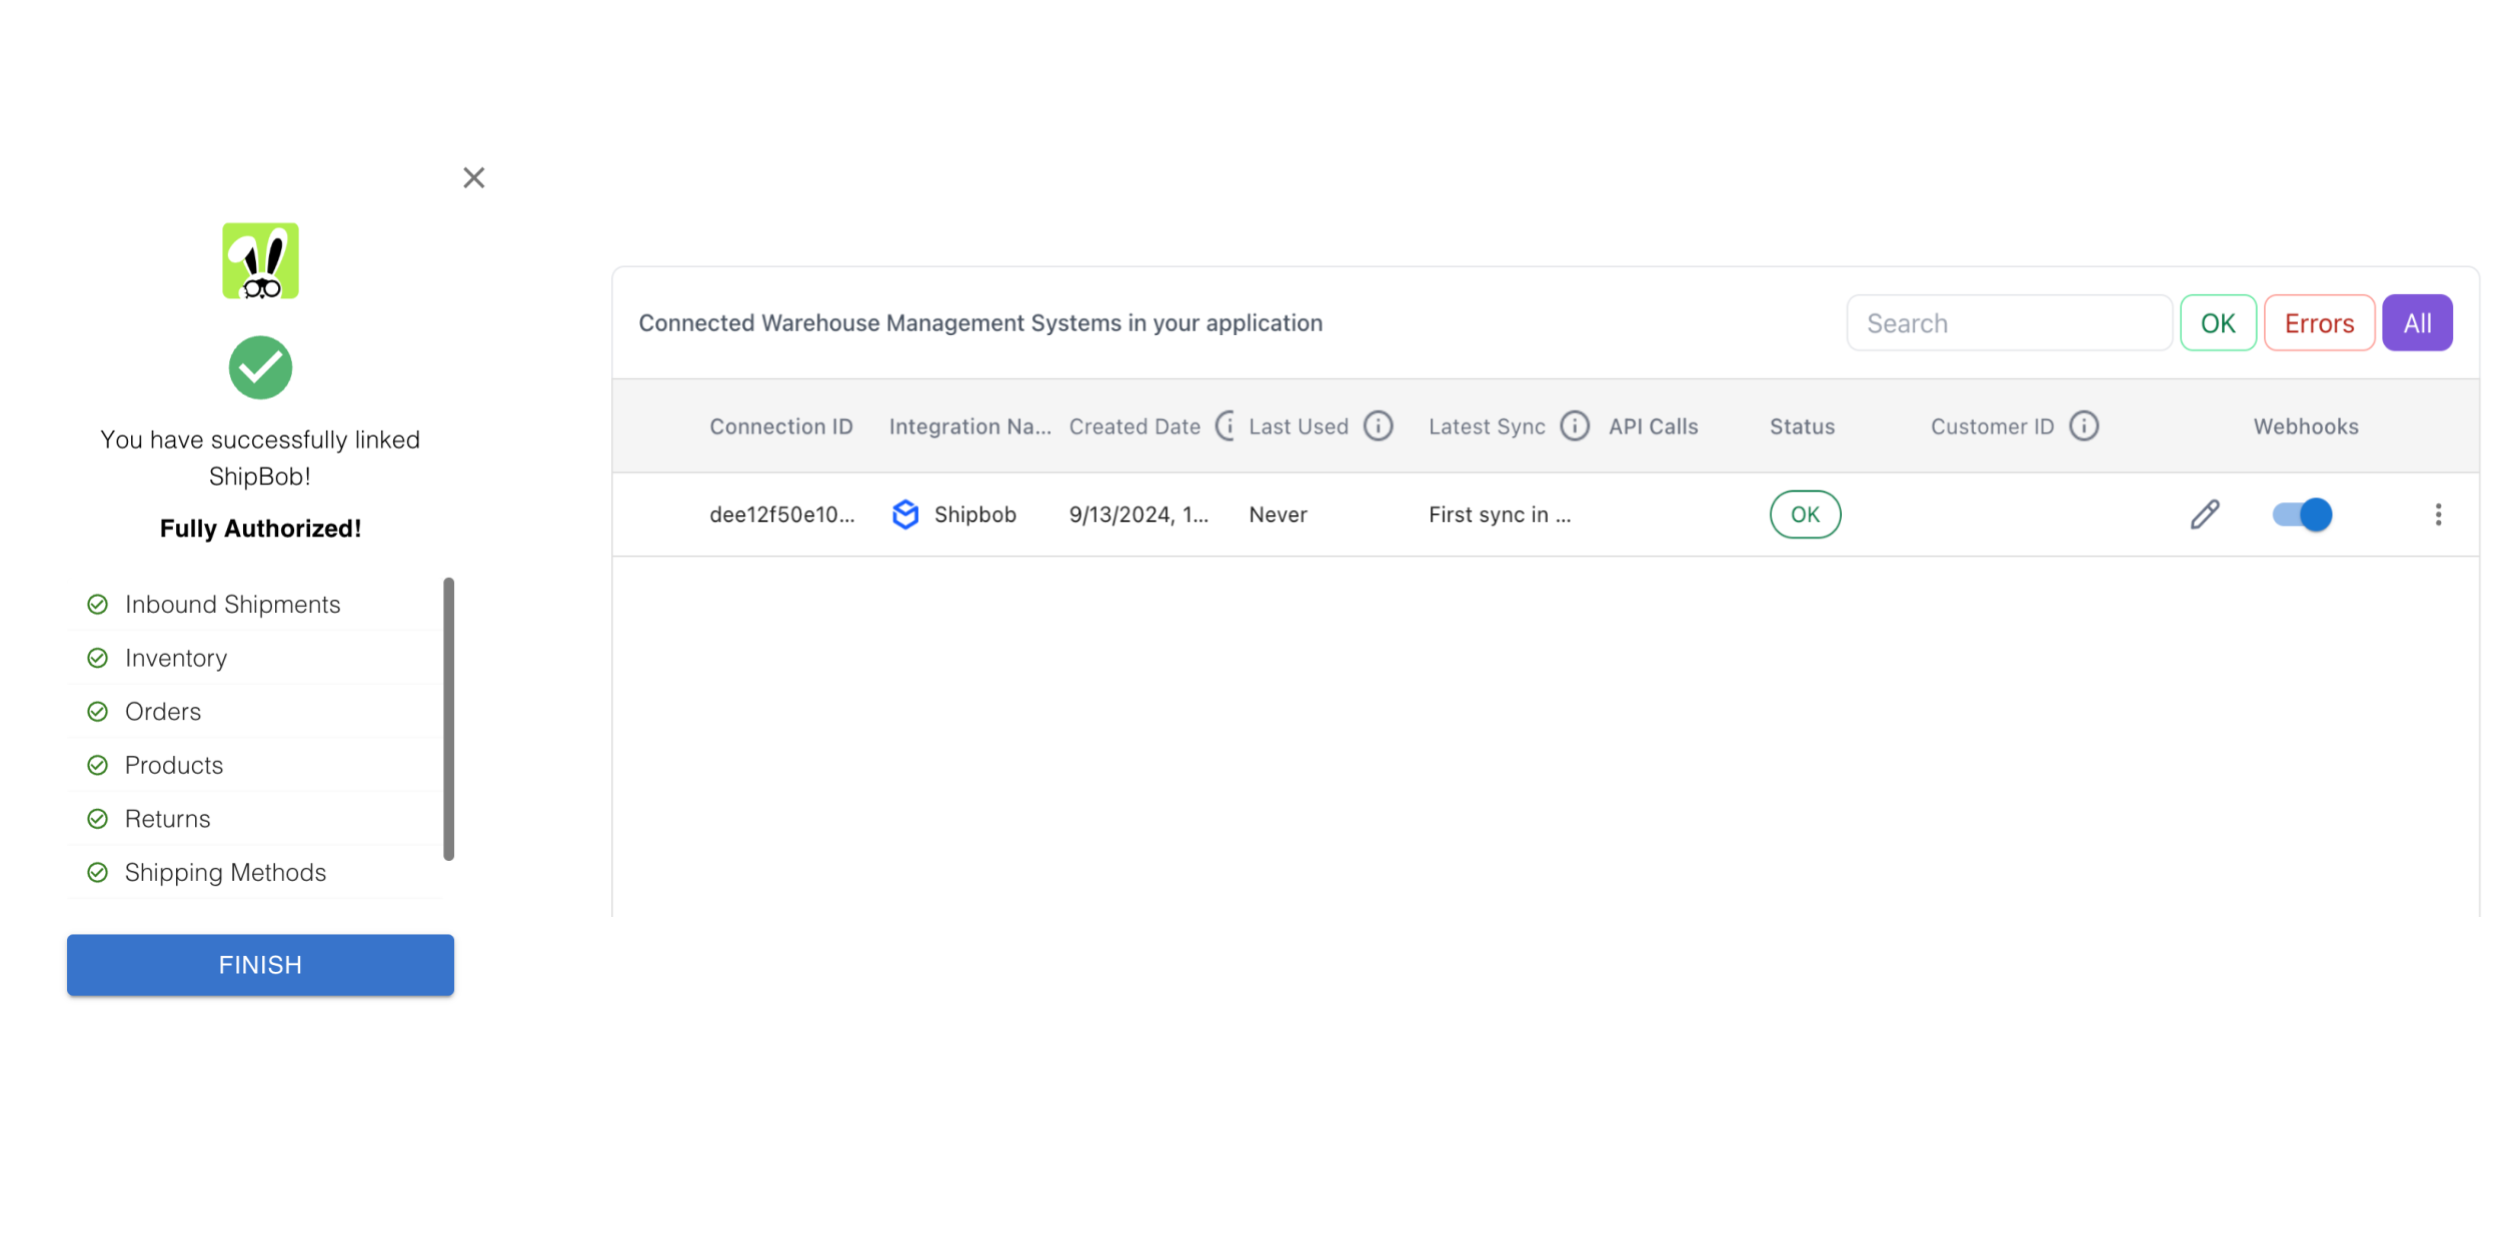 You have successfully linked
ShipBob!
Fully Authorized!
Inbound Shipments
Inventory
Orders
Products
Returns
Shipping Methods
FINISH
Connected Warehouse Management Systems in your application
Search
OK
Errors
All
Connection ID
Integration Na...
Created Date
Last Used
Latest Sync
API Calls
Status
Customer ID
Webhooks
dee12f50e10...
Shipbob
9/13/2024, 1...
Never
First sync in ...
OK